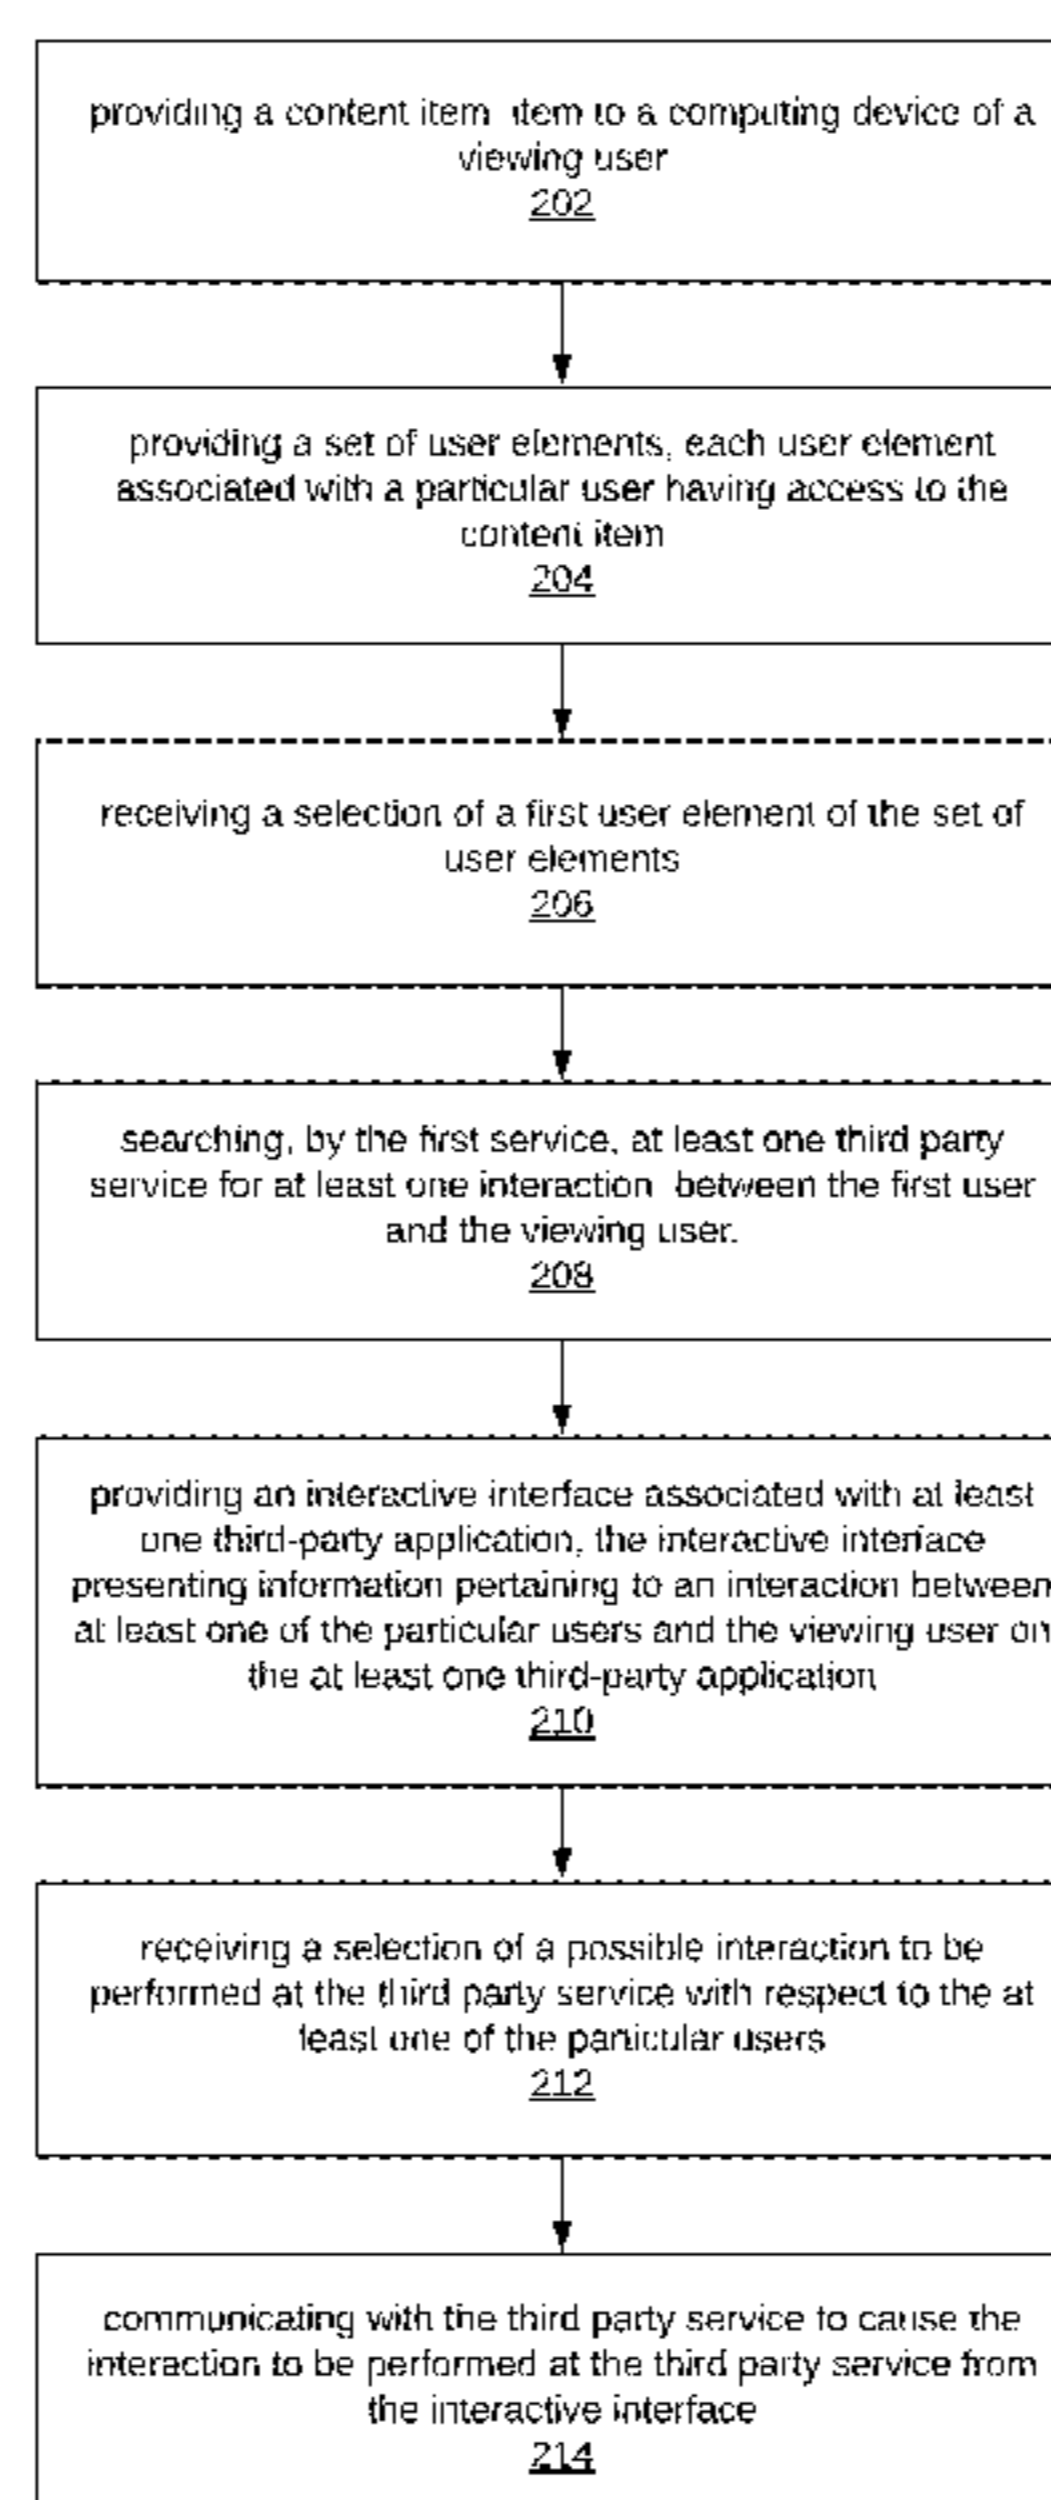 providing a content item item to a computing device of a
viewing user
202
providing a set of user elements, each user element
associated with a particular user having access to the
content item
204
receiving a selection of a first user element of the set of
user elements
206
searching, by the first service, at least one third party
service for at least one interaction between the first user
and the viewing user.
208
providing an interactive interface associated with at least
one third-party application, the interactive interface
presenting information pertaining to an interaction between
at least one of the particular users and the viewing user on
the at least one third-party application
210
receiving a selection of a possible interaction to be
performed at the third party service with respect to the at
least one of the particular users
212
communicating with the third party service to cause the
interaction to be performed at the third party service from
the interactive interface
214